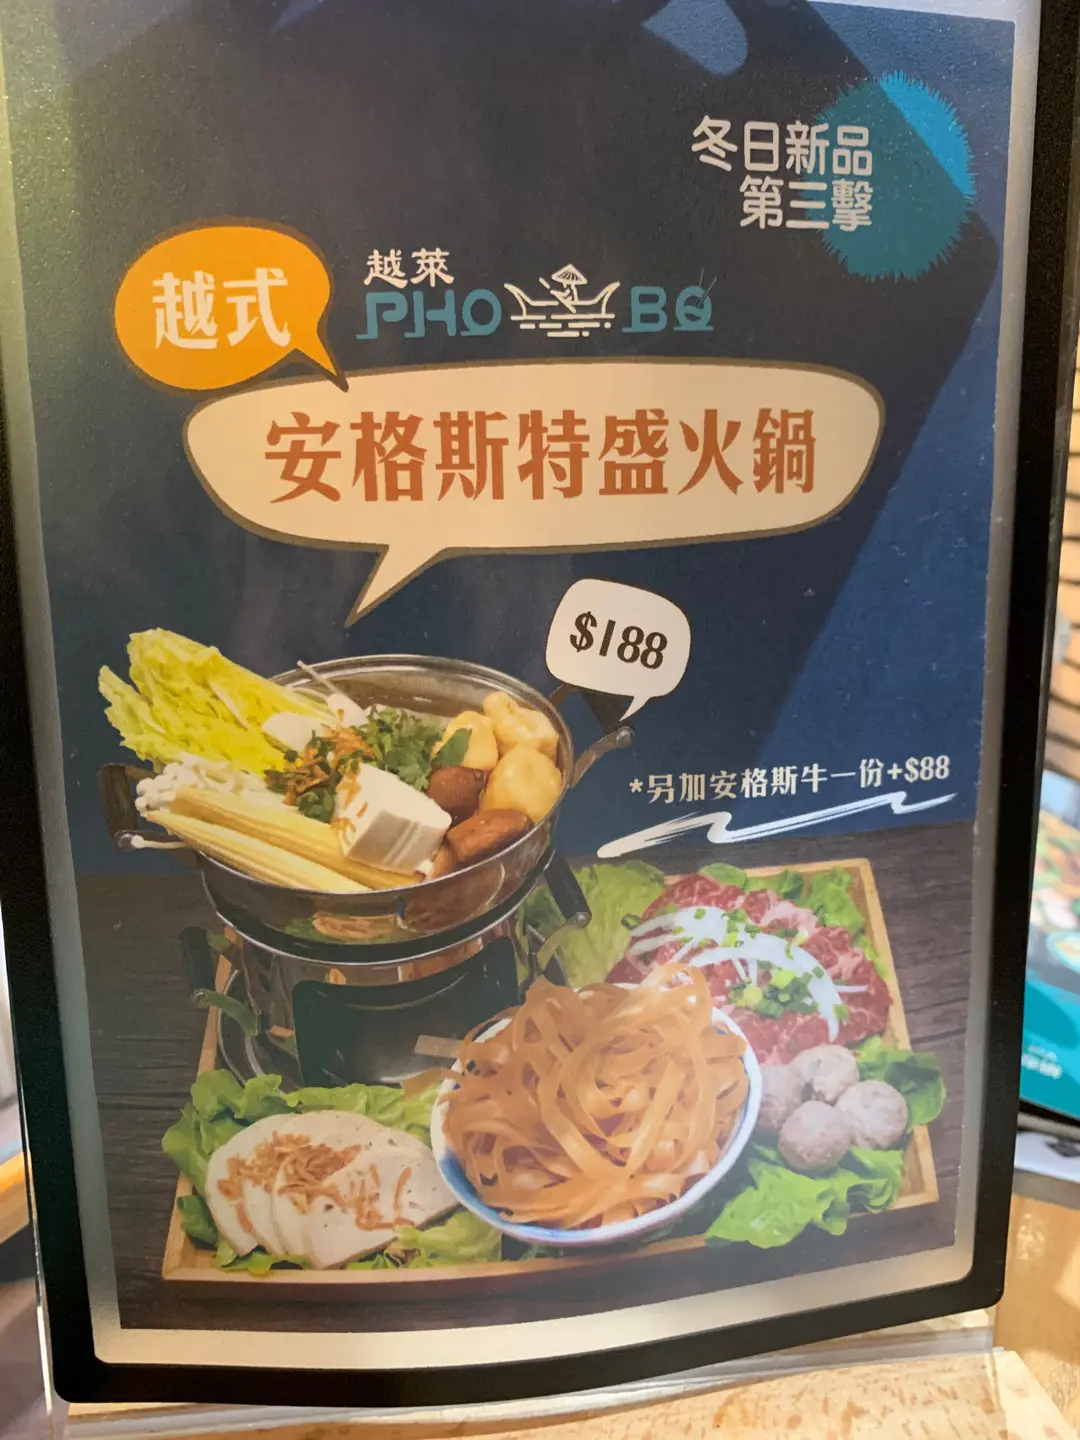 冬日新品
第三擊
越式
越萊
PHO BO
安格斯特盛火鍋
$188
*另加安格斯牛一份+$88